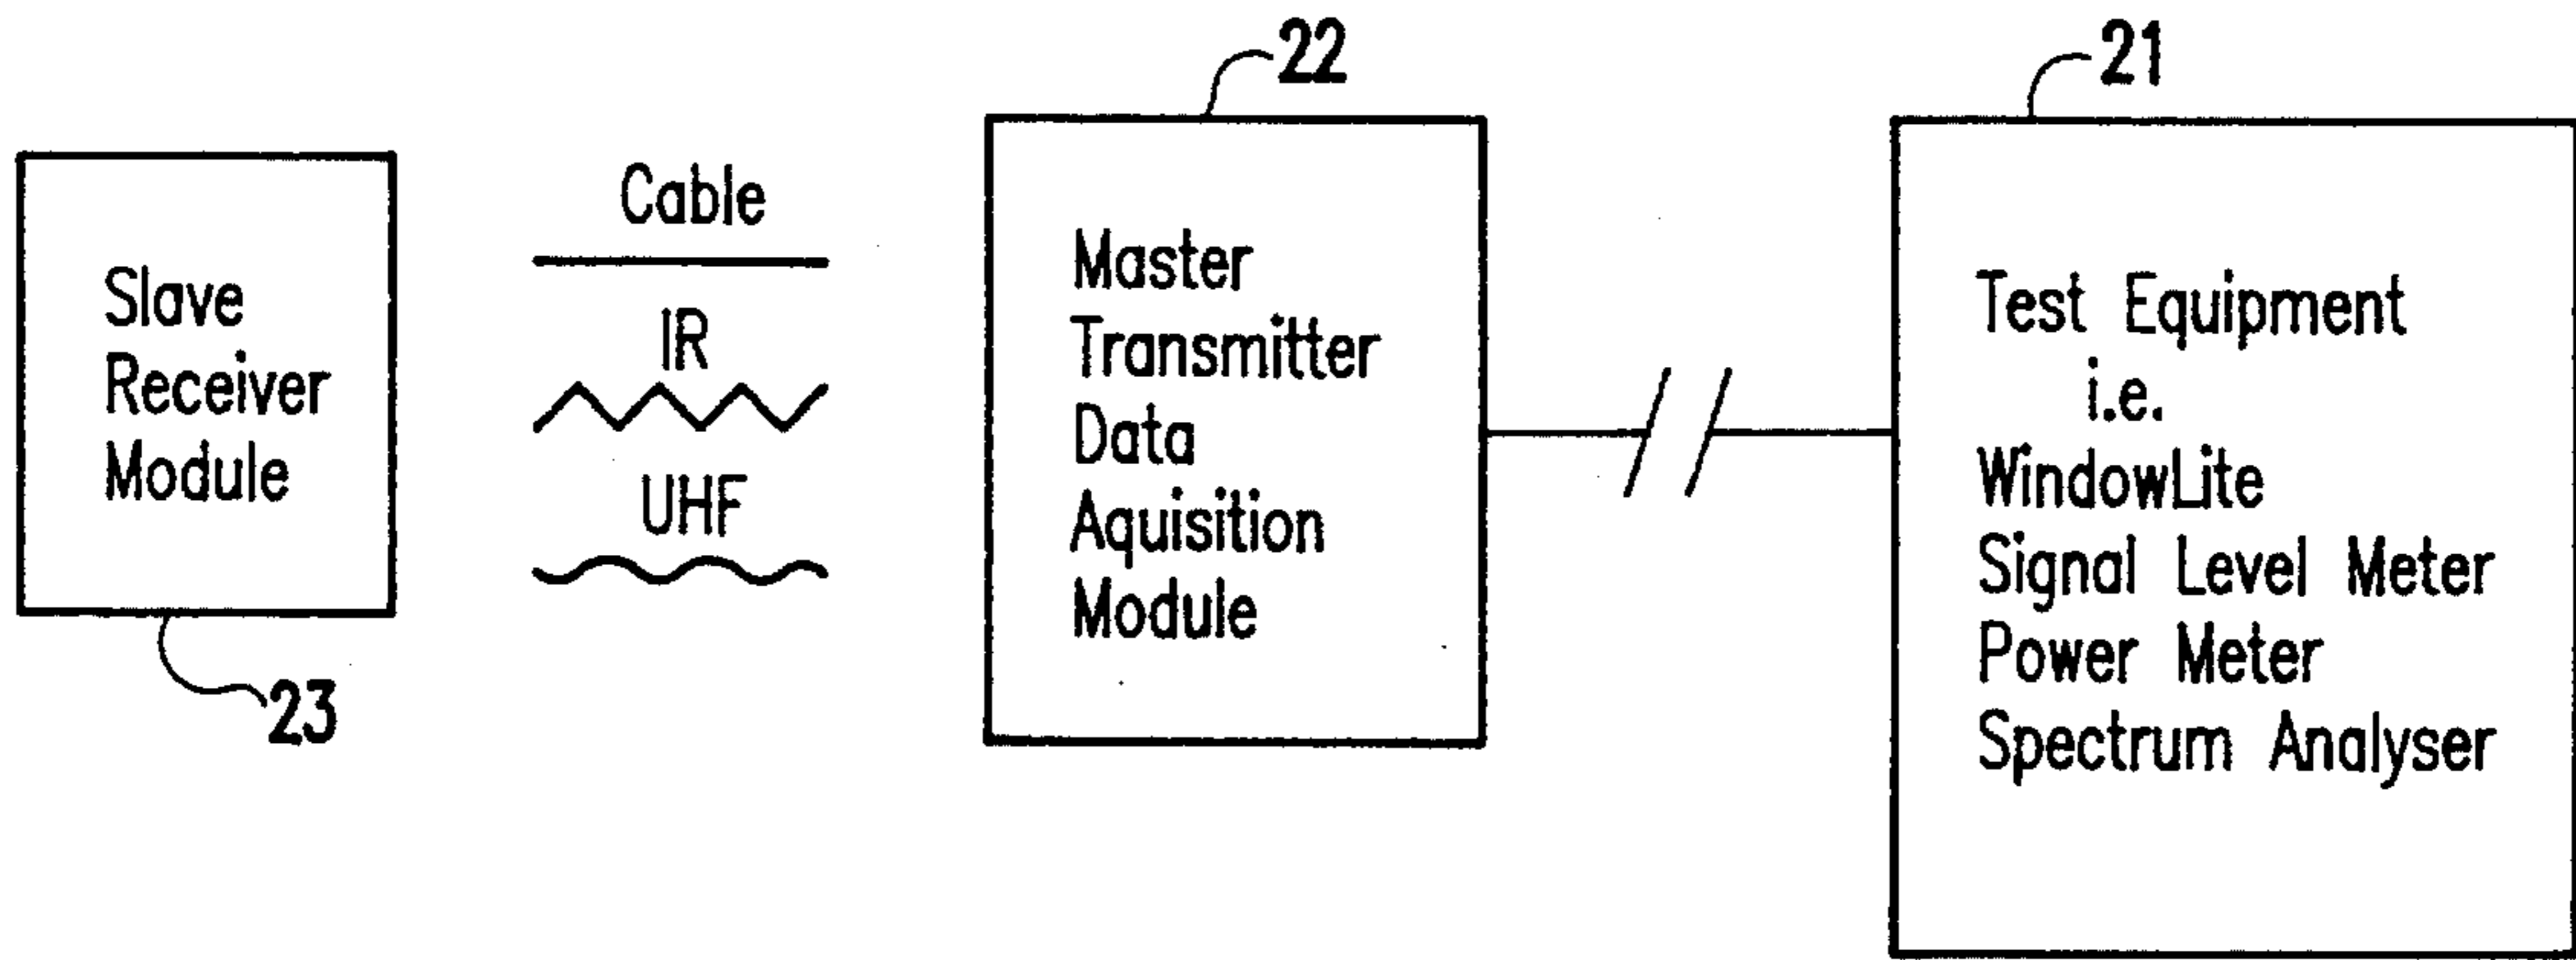 22
21
Slave
Receiver
Module
23
Cable
IR
UHF
Master
Transmitter
Data
Aquisition
Module
Test Equipment
i.e.
WindowLite
Signal Level Meter
Power Meter
Spectrum Analyser